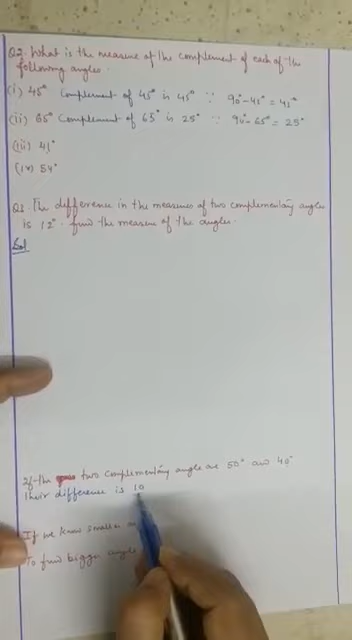 Q2. What is the measure of the complement of each of the
following angles.
(i) 45° Complement of 45° is 45° ∵ 90°-45° = 45°
(ii) 65° Complement of 65° is 25° ∵ 90°-65° = 25°
(iii) 41°
(iv) 54°
Q3. The difference in the measures of two complementary angles
is 12°. find the measure of the angles.
Sol
If the two complementary angle are 50° and 40°
Their difference is 10
If we know smaller
To find bigger angle